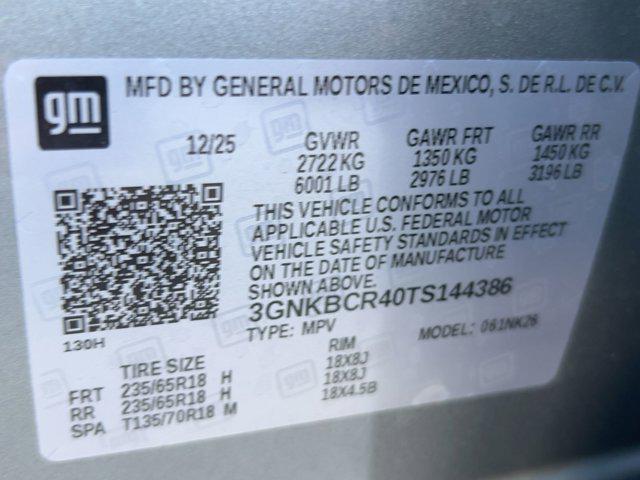 gm
MFD BY GENERAL MOTORS DE MEXICO, S. DE R.L. DE C.V.
12/25 GVWR GAWR FRT GAWR RR
2722 KG 1350 KG 1450 KG
6001 LB 2976 LB 3196 LB
THIS VEHICLE CONFORMS TO ALL
APPLICABLE U.S. FEDERAL MOTOR
VEHICLE SAFETY STANDARDS IN EFFECT
ON THE DATE OF MANUFACTURE
SHOWN ABOVE.
3GNKBCR40TS144386
TYPE: MPV MODEL: 061NK26
130H
TIRE SIZE RIM
FRT 235/65R18 H 18X8J
RR 235/65R18 H 18X8J
SPA T135/70R18 M 18X4.5B